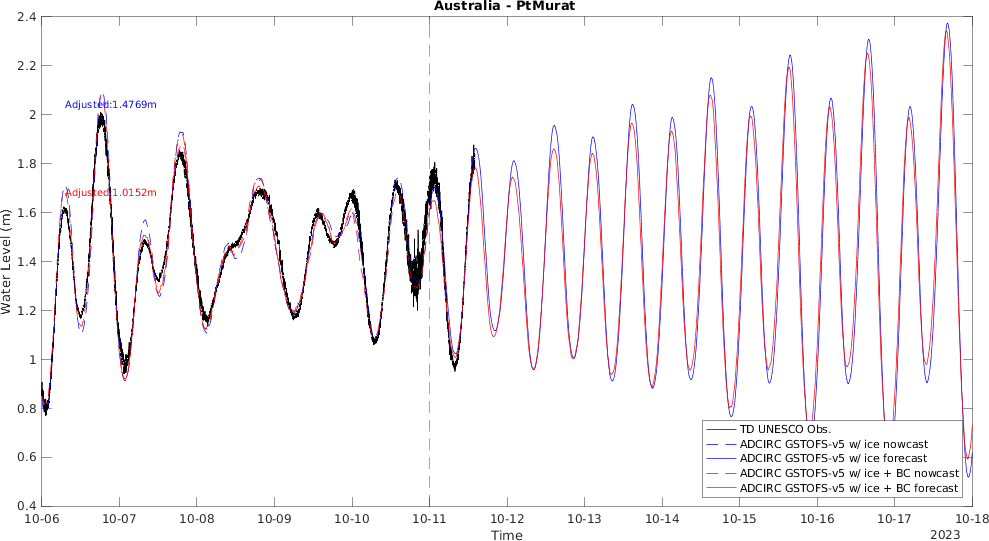 Australia - PtMurat
2.4
2.2
2
1.8
1.6
1.4
1.2
1
0.8
0.6
0.4
Water Level (m)
Adjusted:1.4769m
Adjusted:1.0152m
TD UNESCO Obs.
ADCIRC GSTOFS-v5 w/ ice nowcast
ADCIRC GSTOFS-v5 w/ ice forecast
ADCIRC GSTOFS-v5 w/ ice + BC nowcast
ADCIRC GSTOFS-v5 w/ ice + BC forecast
10-06 10-07 10-08 10-09 10-10 10-11 10-12 10-13 10-14 10-15 10-16 10-17 10-18
Time
2023